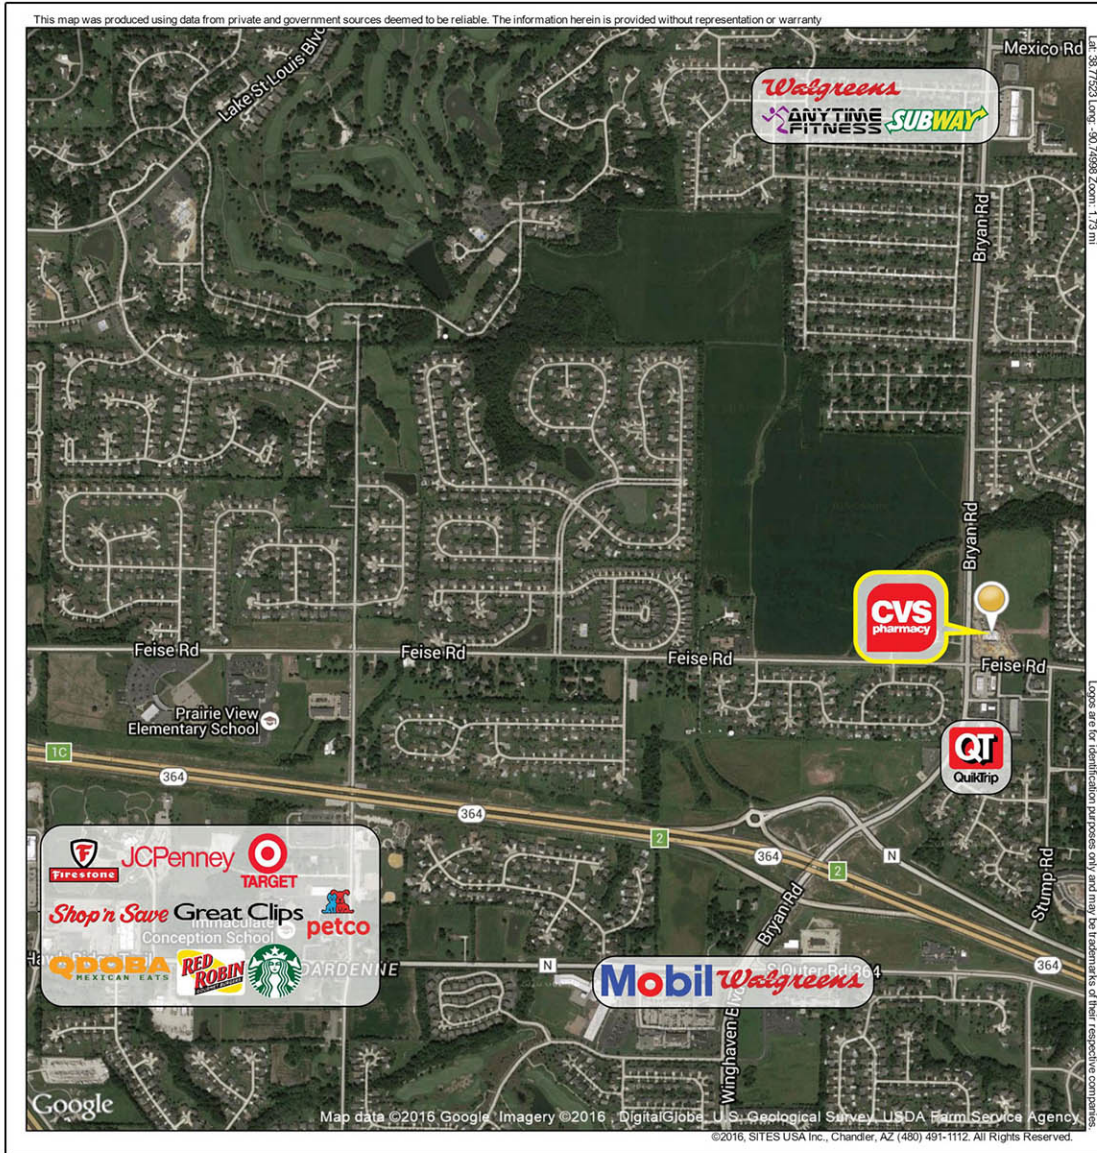 This map was produced using data from private and government sources deemed to be reliable. The information herein is provided without representation or warranty
Lat: 38.77523 Long: -90.74998 Zoom: 1.73 mi
Mexico Rd
Lake St Louis Blvd
Walgreens
ANYTIME FITNESS
SUBWAY
Bryan Rd
Bryan Rd
CVS
pharmacy
Feise Rd
Feise Rd
Feise Rd
Feise Rd
Prairie View
Elementary School
QT
QuikTrip
1C
364
364
2
364
2
N
Bryan Rd
Stump Rd
F
Firestone
JCPenney
TARGET
Shop'n Save
Great Clips
petco
Immaculate
Conception School
QDOBA
MEXICAN EATS
RED ROBIN
DARDENNE
N
Mobil
Walgreens
S Outer Rd 364
364
Winghaven Blvd
Logos are for identification purposes only and may be trademarks of their respective companies.
Google
Map data ©2016 Google Imagery ©2016 , DigitalGlobe, U.S. Geological Survey, USDA Farm Service Agency
©2016, SITES USA Inc., Chandler, AZ (480) 491-1112. All Rights Reserved.